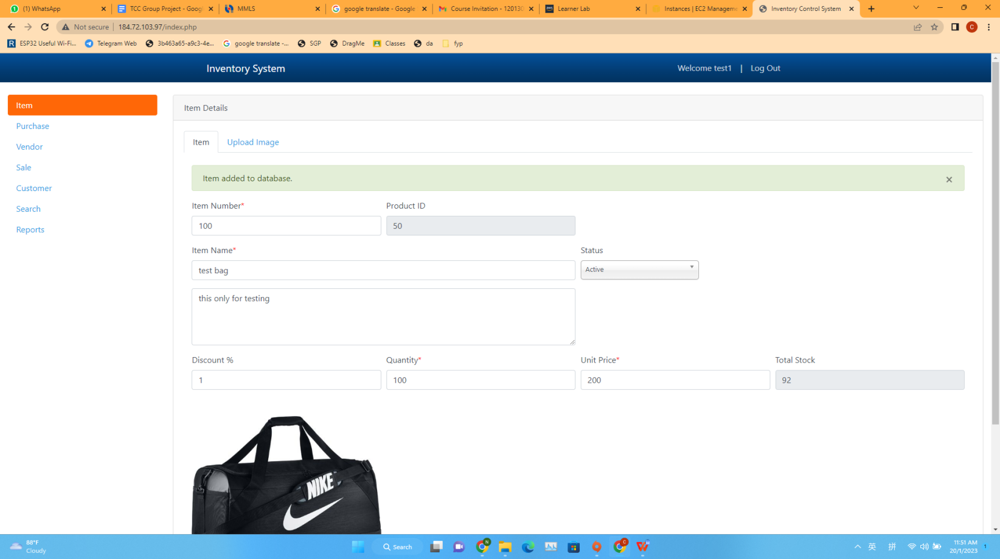 (1) WhatsApp
TCC Group Project - Goog
MMLS
google translate - Google
Course Invitation - 120130
Learner Lab
Instances | EC2 Manageme
Inventory Control System
Not secure | 184.72.103.97/index.php
C
R ESP32 Useful Wi-Fi...
Telegram Web
3b463a65-a9c3-4e...
google translate -...
SGP
DragMe
Classes
da
fyp
Inventory System
Welcome test1 | Log Out
Item
Purchase
Vendor
Sale
Customer
Search
Reports
Item Details
Item
Upload Image
Item added to database.
Item Number* Product ID
100 50
Item Name* Status
test bag Active
this only for testing
Discount % Quantity* Unit Price* Total Stock
1 100 200 92
NIKE
88°F
Cloudy
Search
N
C
英
拼
11:51 AM
20/1/2023
1